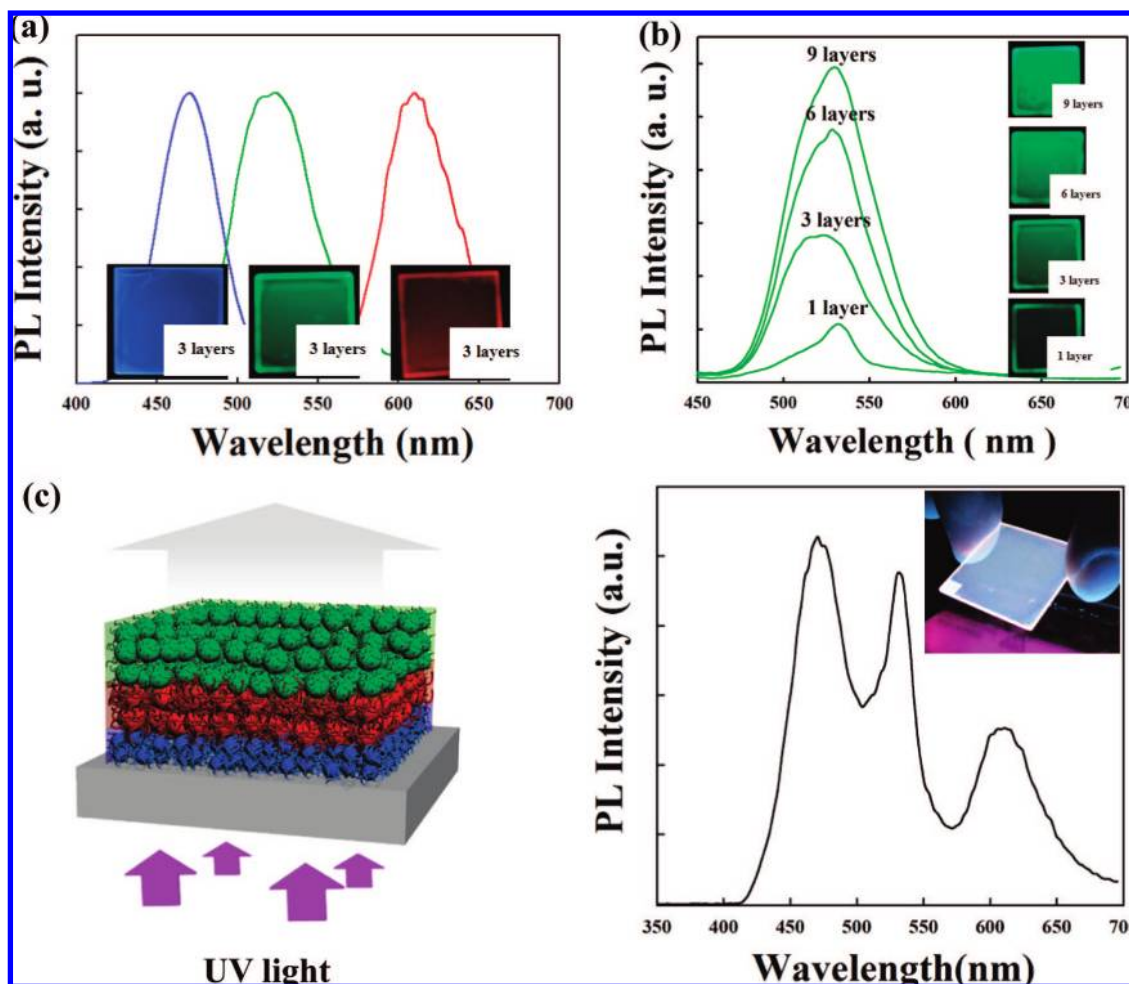 (a)
PL Intensity (a. u.)
3 layers
3 layers
3 layers
400 450 500 550 600 650 700
Wavelength (nm)
(b)
PL Intensity (a. u.)
9 layers
6 layers
3 layers
1 layer
9 layers
6 layers
3 layers
1 layer
450 500 550 600 650 70
Wavelength ( nm )
(c)
UV light
PL Intensity (a.u.)
350 400 450 500 550 600 650 70
Wavelength(nm)